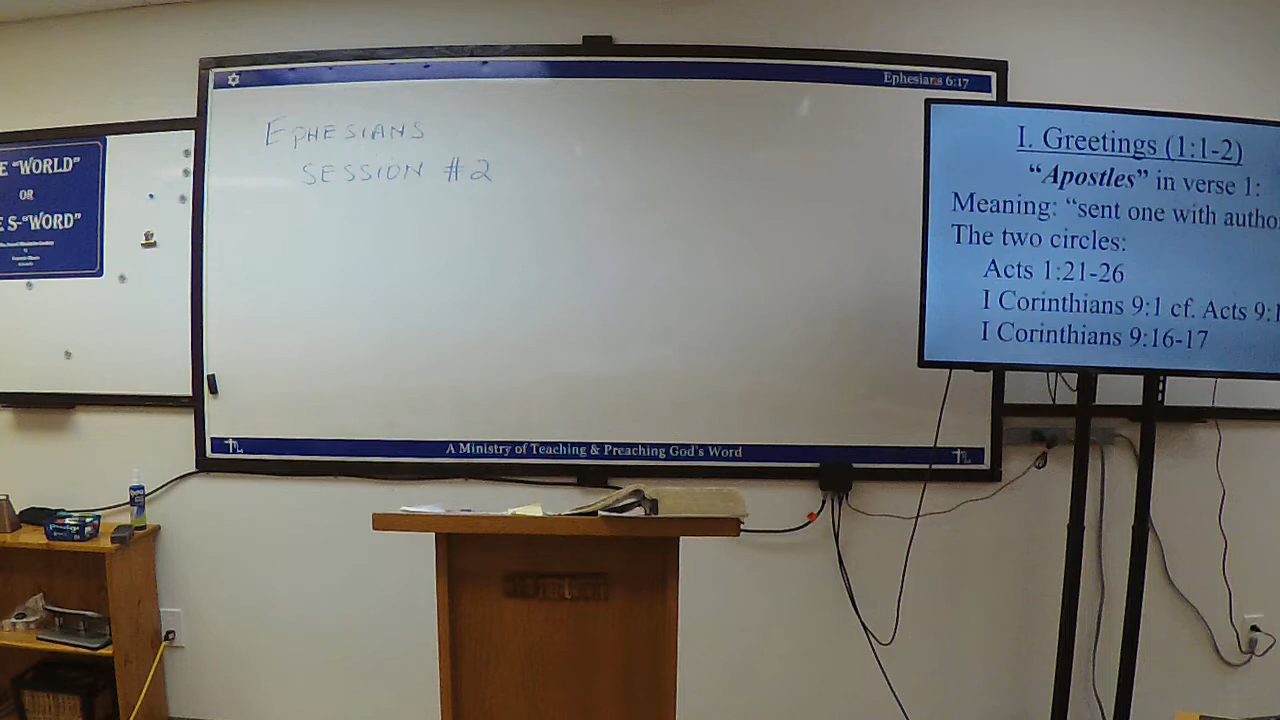 E "WORLD"
OR
E S-"WORD"
Ephesians 6:17
EPHESIANS
SESSION #2
A Ministry of Teaching & Preaching God's Word
I. Greetings (1:1-2)
“Apostles” in verse 1:
Meaning: “sent one with autho
The two circles:
Acts 1:21-26
I Corinthians 9:1 cf. Acts 9:1
I Corinthians 9:16-17